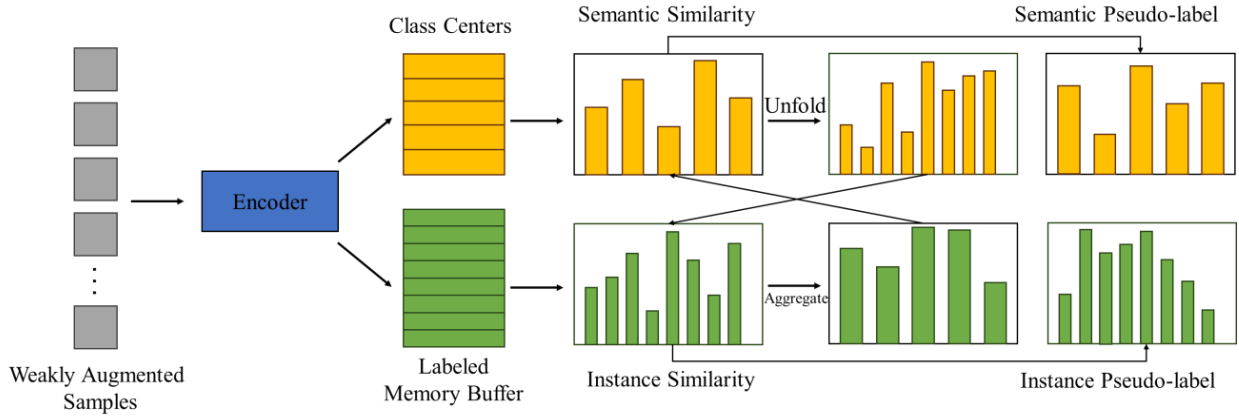 Class Centers
Semantic Similarity
Semantic Pseudo-label
Unfold
Encoder
Aggregate
Weakly Augmented
Samples
Labeled
Memory Buffer
Instance Similarity
Instance Pseudo-label